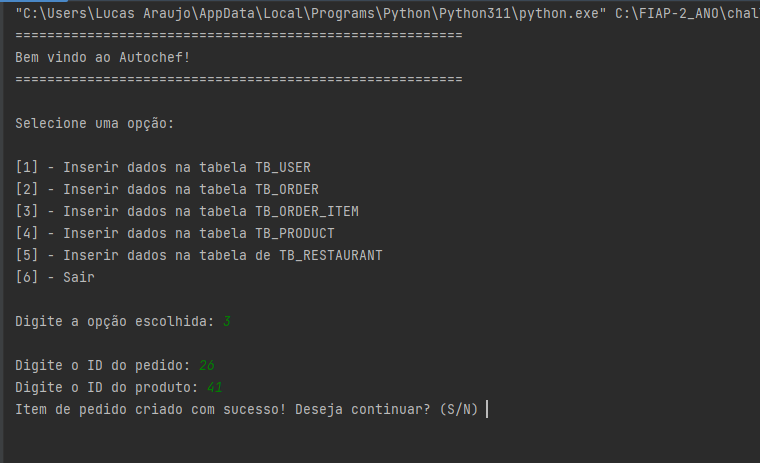 "C:\Users\Lucas Araujo\AppData\Local\Programs\Python\Python311\python.exe" C:\FIAP-2_ANO\chal
========================================================
Bem vindo ao Autochef!
========================================================
Selecione uma opção:
[1] - Inserir dados na tabela TB_USER
[2] - Inserir dados na tabela TB_ORDER
[3] - Inserir dados na tabela TB_ORDER_ITEM
[4] - Inserir dados na tabela TB_PRODUCT
[5] - Inserir dados na tabela de TB_RESTAURANT
[6] - Sair
Digite a opção escolhida: 3
Digite o ID do pedido: 26
Digite o ID do produto: 41
Item de pedido criado com sucesso! Deseja continuar? (S/N)